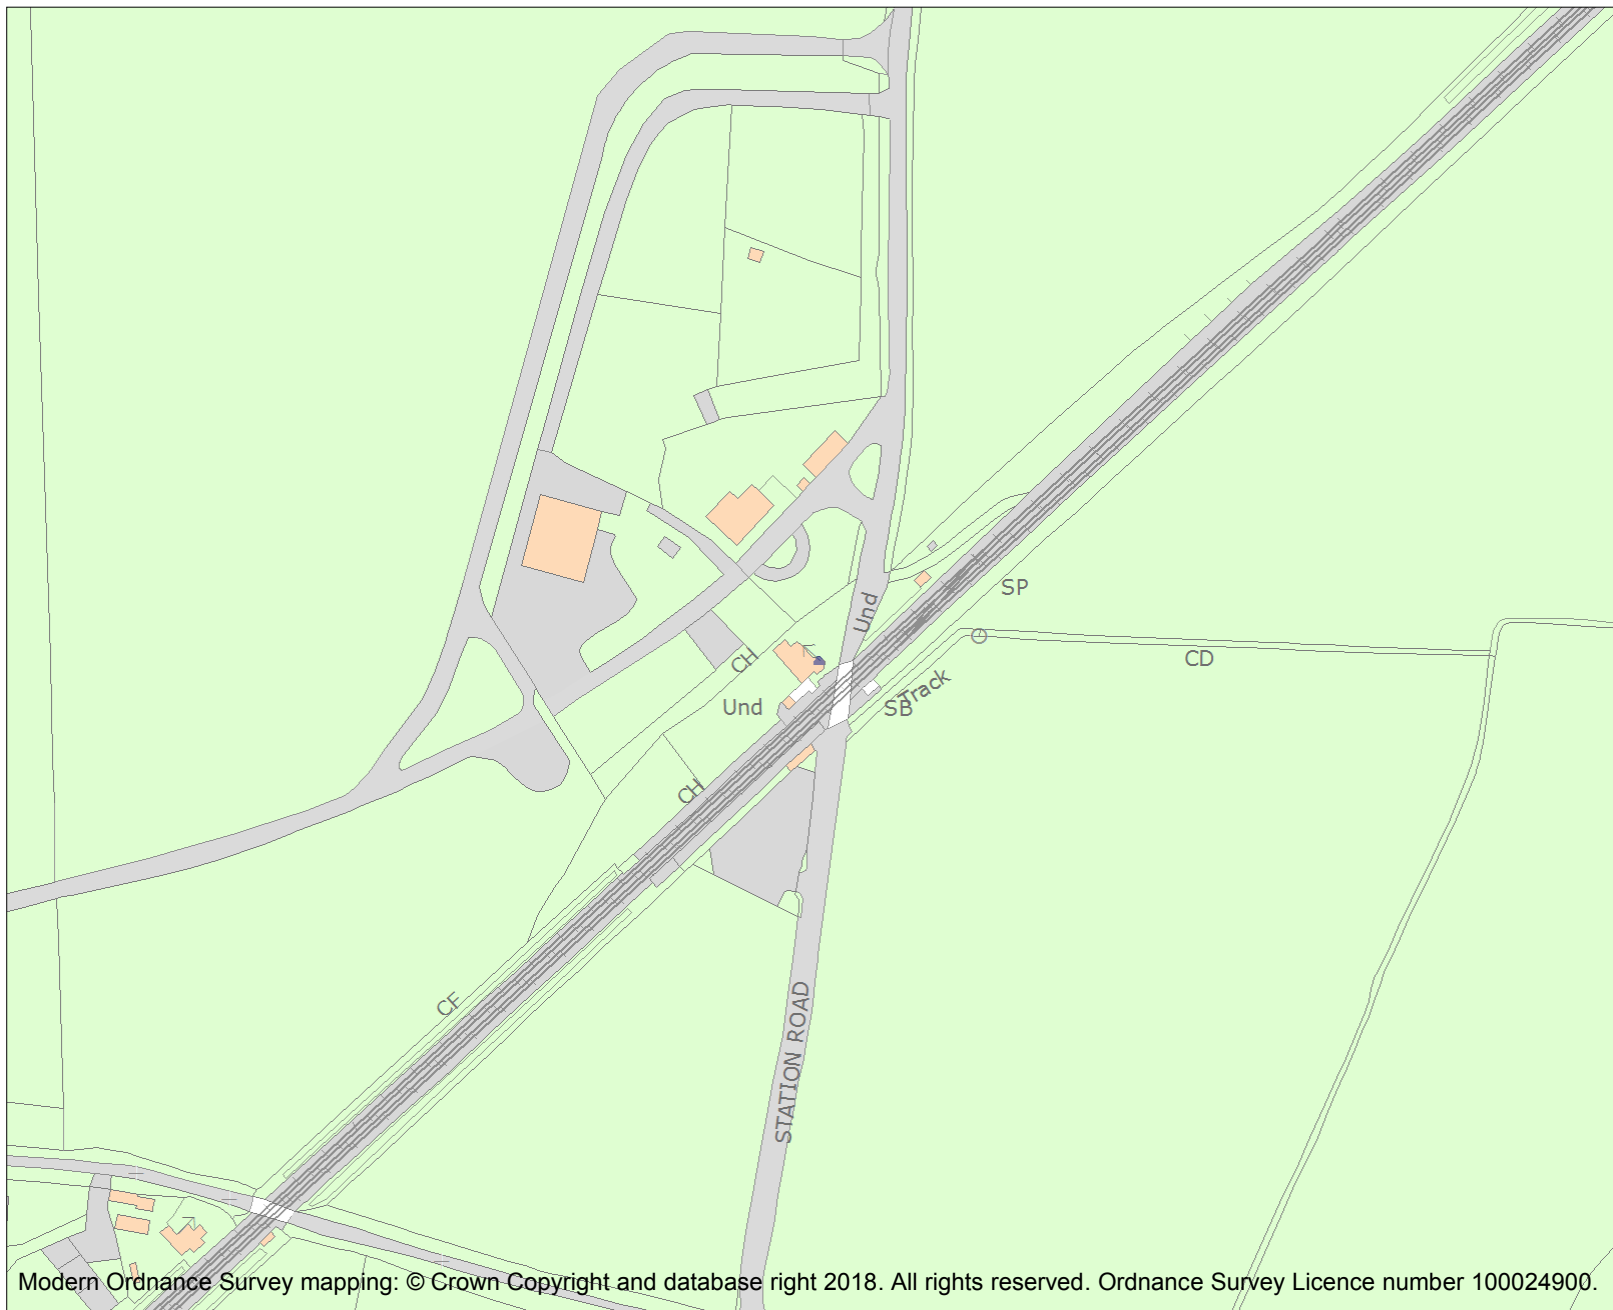 SP
Und
CD
CH
Track
Und
SB
CH
CF
STATION ROAD
Modern Ordnance Survey mapping: © Crown Copyright and database right 2018. All rights reserved. Ordnance Survey Licence number 100024900.